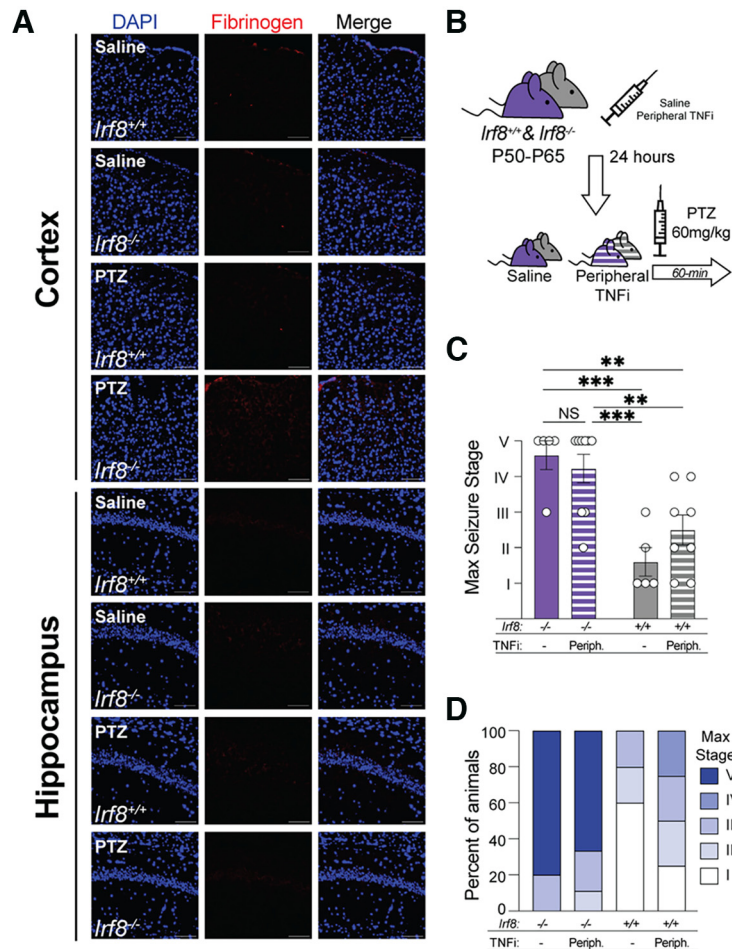 A
DAPI Fibrinogen Merge
Cortex
Saline
Irf8+/+
Saline
Irf8-/-
PTZ
Irf8+/+
PTZ
Irf8-/-
Hippocampus
Saline
Irf8+/+
Saline
Irf8-/-
PTZ
Irf8+/+
PTZ
Irf8-/-
B
Saline
Peripheral TNFi
Irf8+/+ & Irf8-/-
P50-P65
24 hours
PTZ
60mg/kg
Saline
Peripheral
TNFi
60-min
C
**
***
**
NS ***
Max Seizure Stage
V
IV
III
II
I
Irf8: -/- -/- +/+ +/+
TNFi: - Periph. - Periph.
D
Max
Stage
Percent of animals
100
80
60
40
20
0
V
I
Irf8: -/- -/- +/+ +/+
TNFi: - Periph. - Periph.